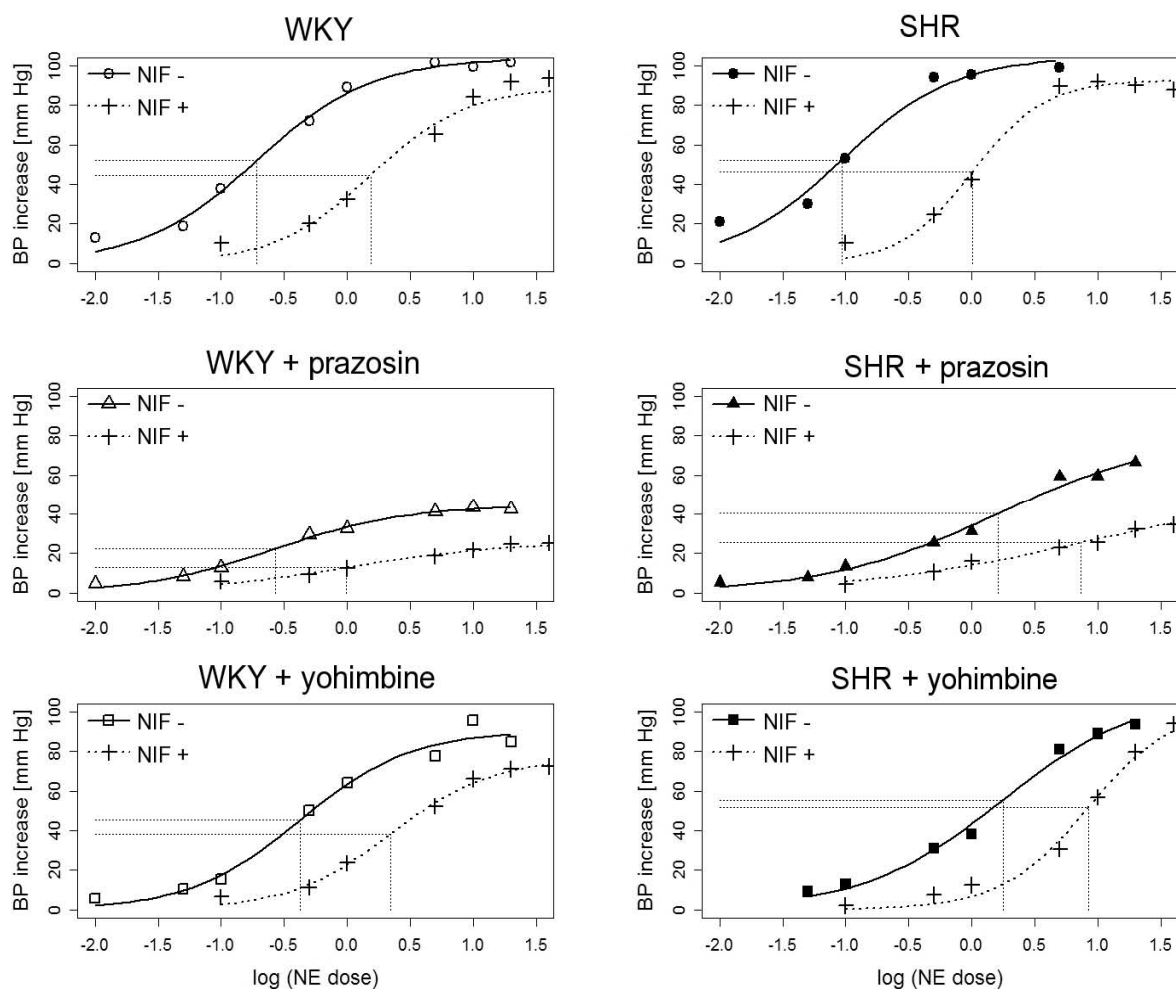 WKY
BP increase [mm Hg]
0 20 40 60 80 100
NIF -
NIF +
-2.0 -1.5 -1.0 -0.5 0.0 0.5 1.0 1.5
SHR
BP increase [mm Hg]
0 20 40 60 80 100
NIF -
NIF +
-2.0 -1.5 -1.0 -0.5 0.0 0.5 1.0 1.5
WKY + prazosin
BP increase [mm Hg]
0 20 40 60 80 100
NIF -
NIF +
-2.0 -1.5 -1.0 -0.5 0.0 0.5 1.0 1.5
SHR + prazosin
BP increase [mm Hg]
0 20 40 60 80 100
NIF -
NIF +
-2.0 -1.5 -1.0 -0.5 0.0 0.5 1.0 1.5
WKY + yohimbine
BP increase [mm Hg]
0 20 40 60 80 100
NIF -
NIF +
-2.0 -1.5 -1.0 -0.5 0.0 0.5 1.0 1.5
log (NE dose)
SHR + yohimbine
BP increase [mm Hg]
0 20 40 60 80 100
NIF -
NIF +
-2.0 -1.5 -1.0 -0.5 0.0 0.5 1.0 1.5
log (NE dose)